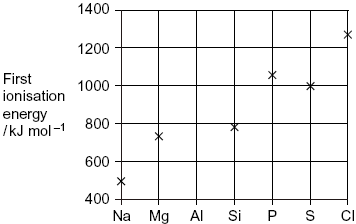 1400
1200
1000
800
600
400
First
ionisation
energy
/ kJ mol⁻¹
Na Mg Al Si P S Cl